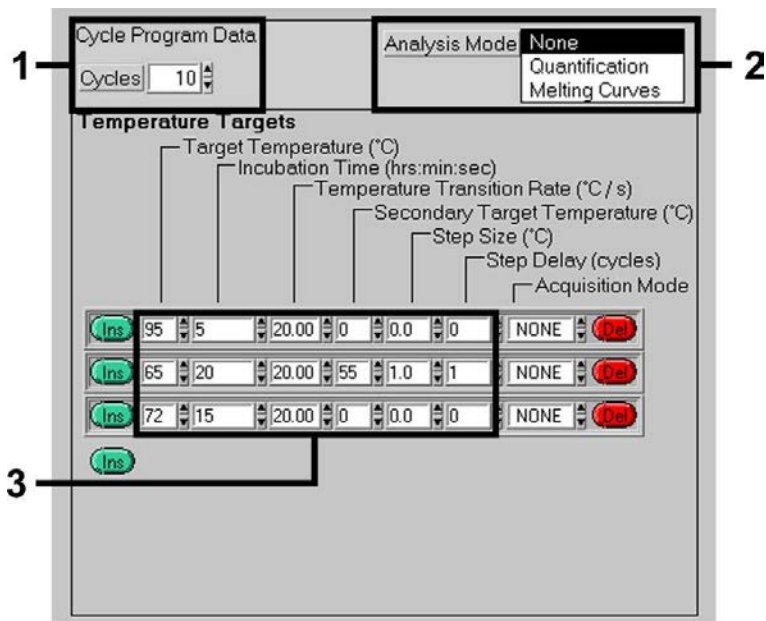 Cycle Program Data
Cycles 10
1
Analysis Mode None
Quantification
Melting Curves
2
Temperature Targets
Target Temperature (°C)
Incubation Time (hrs:min:sec)
Temperature Transition Rate (°C / s)
Secondary Target Temperature (°C)
Step Size (°C)
Step Delay (cycles)
Acquisition Mode
Ins 95 5 20.00 0 0.0 0 NONE Del
Ins 65 20 20.00 55 1.0 1 NONE Del
Ins 72 15 20.00 0 0.0 0 NONE Del
Ins
3